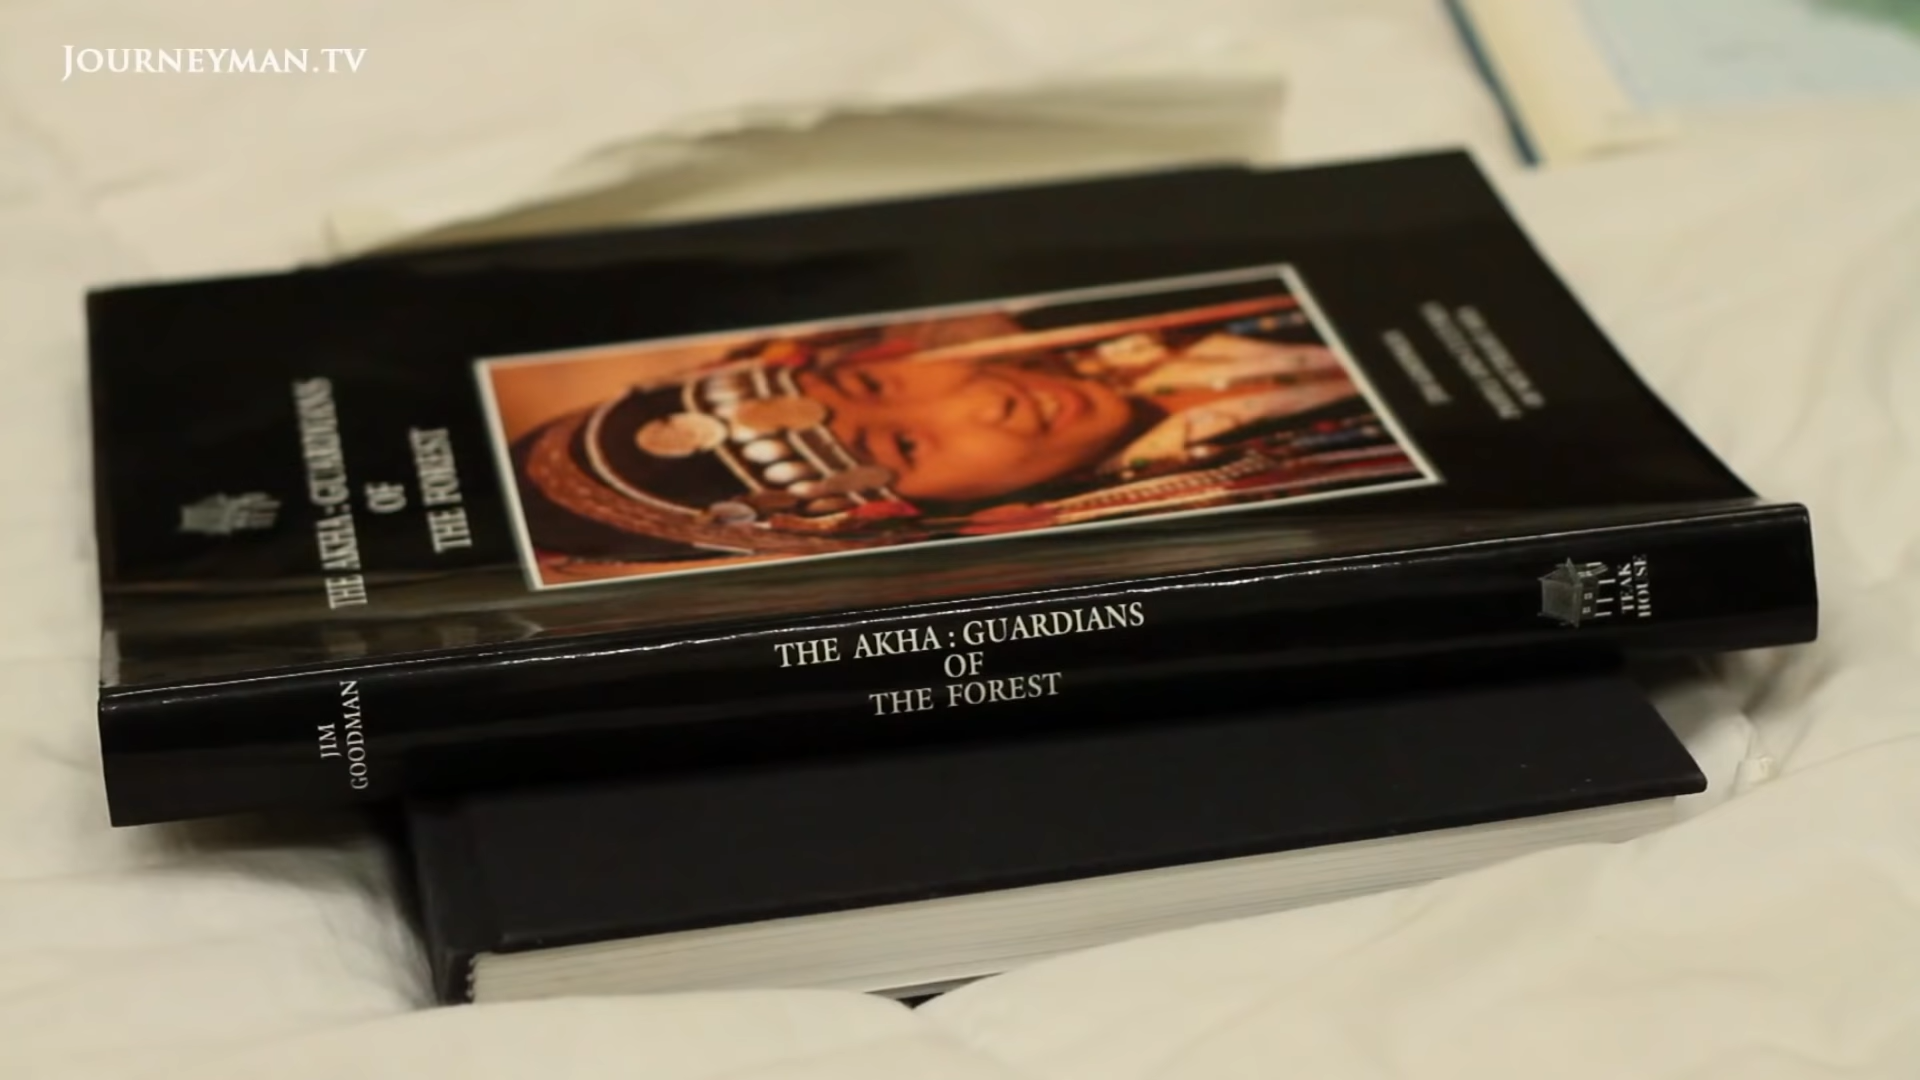 JOURNEYMAN.TV
THE AKHA : GUARDIANS
OF
THE FOREST
JIM
GOODMAN
THE AKHA : GUARDIANS
OF
THE FOREST
TEAK
HOUSE